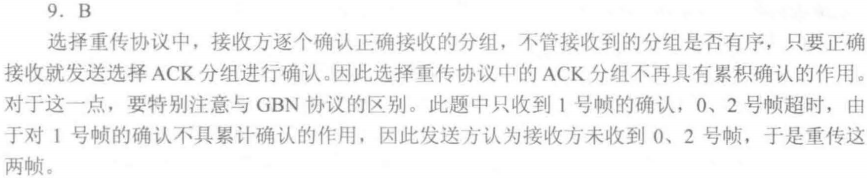 9. B
选择重传协议中，接收方逐个确认正确接收的分组，不管接收到的分组是否有序，只要正确
接收就发送选择 ACK 分组进行确认。因此选择重传协议中的 ACK 分组不再具有累积确认的作用。
对于这一点，要特别注意与 GBN 协议的区别。此题中只收到 1 号帧的确认，0、2 号帧超时，由
于对 1 号帧的确认不具累计确认的作用，因此发送方认为接收方未收到 0、2 号帧，于是重传这
两帧。